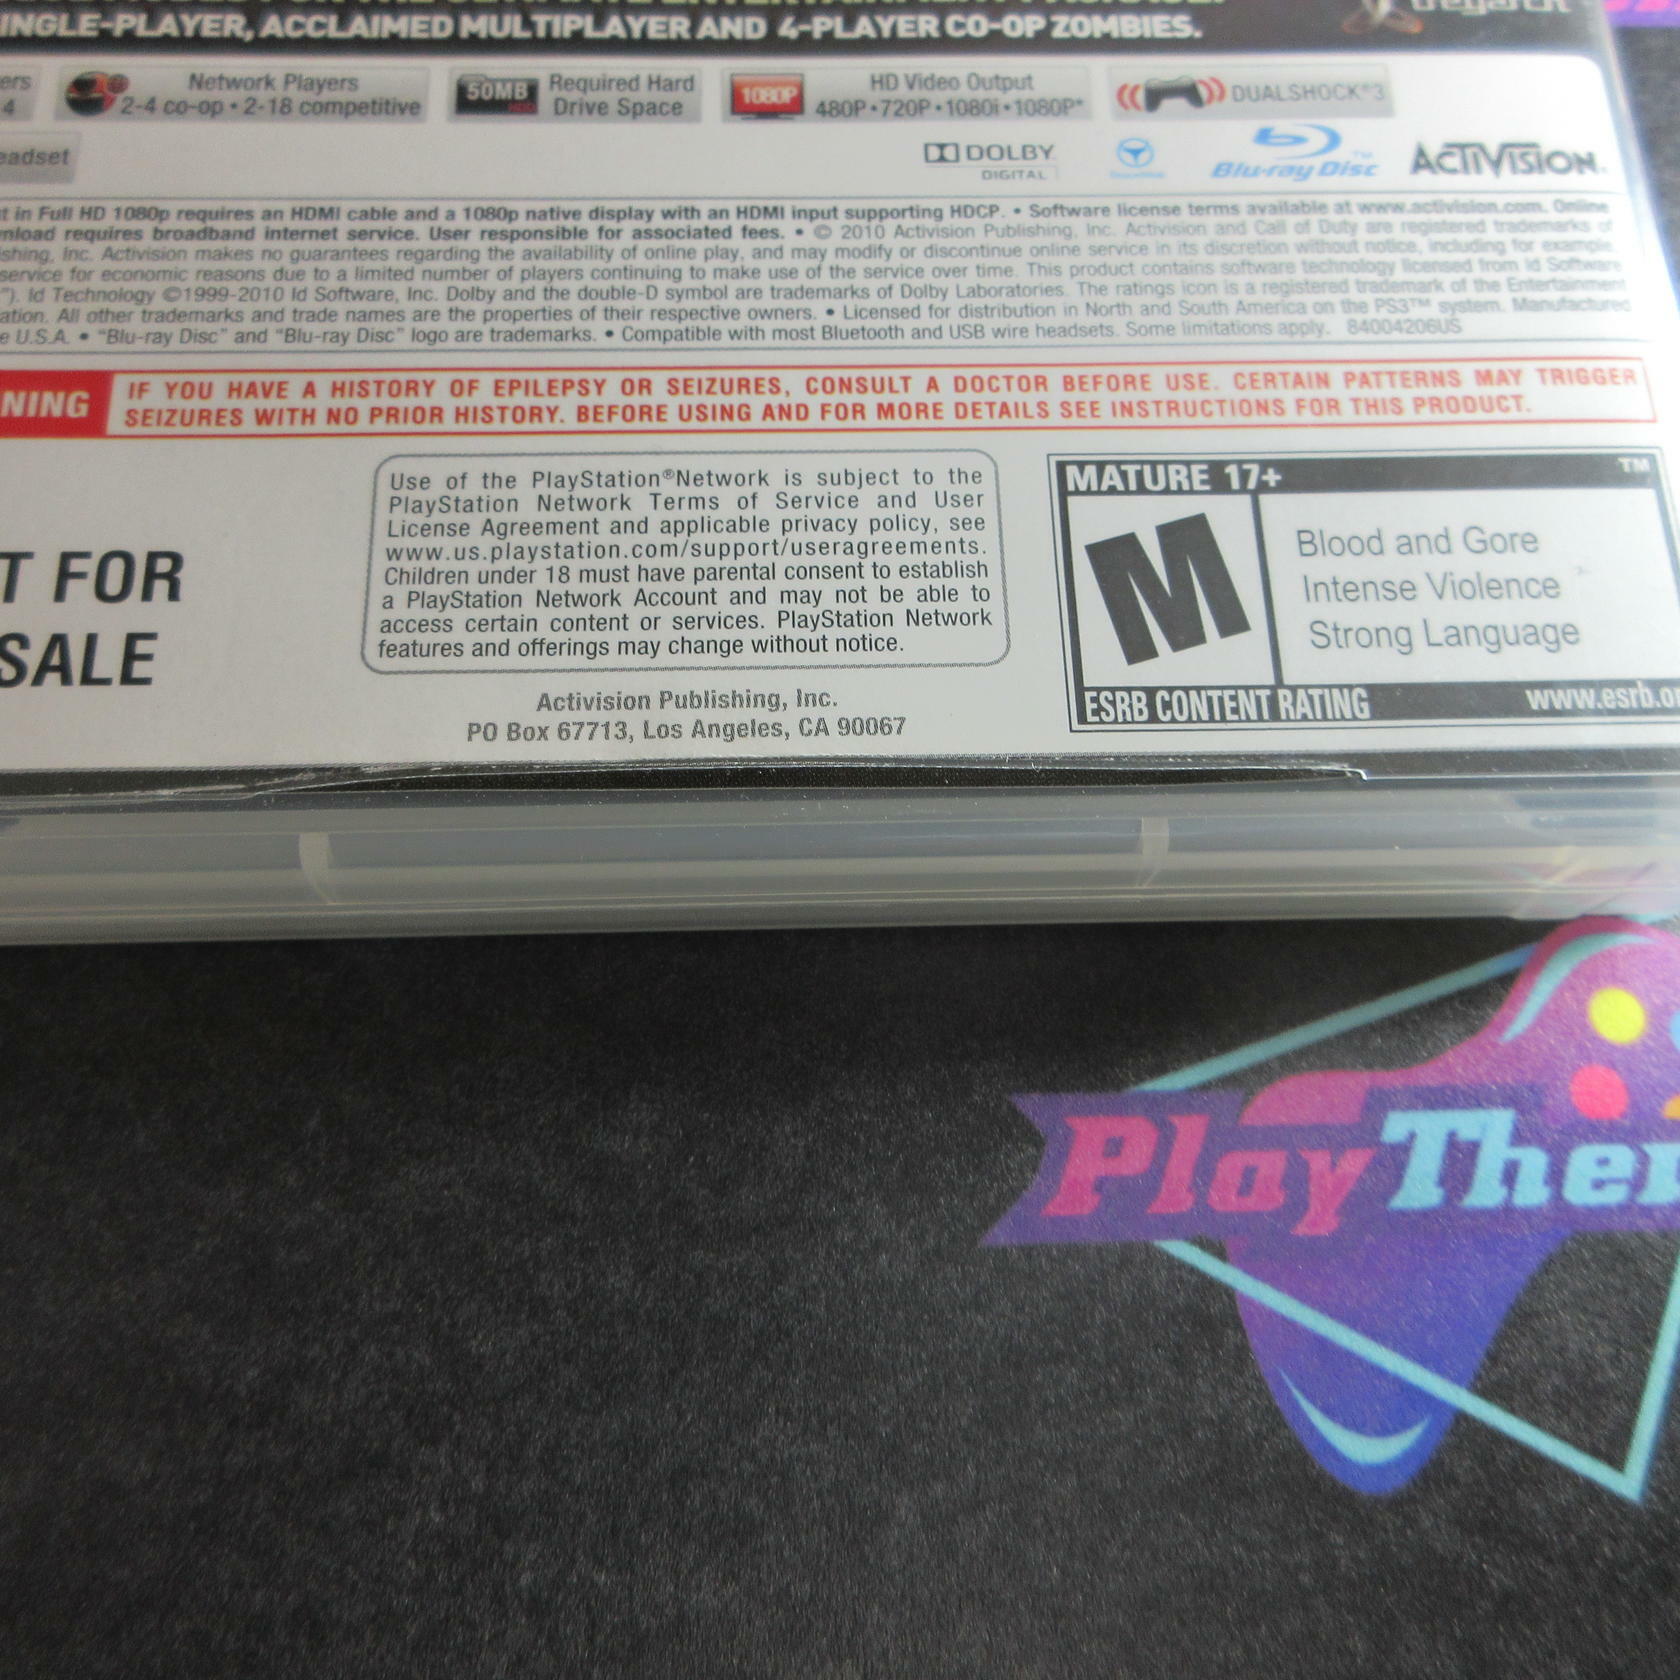 INGLE-PLAYER, ACCLAIMED MULTIPLAYER AND 4-PLAYER CO-OP ZOMBIES.
ers
4
Network Players
2-4 co-op • 2-18 competitive
50MB
Required Hard
Drive Space
1080P
HD Video Output
480P • 720P • 1080i • 1080P*
DUALSHOCK®3
eadset
DOLBY
DIGITAL
Blu-ray Disc™
ACTIVISION.
t in Full HD 1080p requires an HDMI cable and a 1080p native display with an HDMI input supporting HDCP. • Software license terms available at www.activision.com. Online
nload requires broadband internet service. User responsible for associated fees. • © 2010 Activision Publishing, Inc. Activision and Call of Duty are registered trademarks of
ishing, Inc. Activision makes no guarantees regarding the availability of online play, and may modify or discontinue online service in its discretion without notice, including for example,
service for economic reasons due to a limited number of players continuing to make use of the service over time. This product contains software technology licensed from Id Software
"). Id Technology ©1999-2010 Id Software, Inc. Dolby and the double-D symbol are trademarks of Dolby Laboratories. The ratings icon is a registered trademark of the Entertainment
ation. All other trademarks and trade names are the properties of their respective owners. • Licensed for distribution in North and South America on the PS3™ system. Manufactured
e U.S.A. • “Blu-ray Disc” and “Blu-ray Disc” logo are trademarks. • Compatible with most Bluetooth and USB wire headsets. Some limitations apply. 84004206US
NING
IF YOU HAVE A HISTORY OF EPILEPSY OR SEIZURES, CONSULT A DOCTOR BEFORE USE. CERTAIN PATTERNS MAY TRIGGER
SEIZURES WITH NO PRIOR HISTORY. BEFORE USING AND FOR MORE DETAILS SEE INSTRUCTIONS FOR THIS PRODUCT.
T FOR
SALE
Use of the PlayStation®Network is subject to the
PlayStation Network Terms of Service and User
License Agreement and applicable privacy policy, see
www.us.playstation.com/support/useragreements.
Children under 18 must have parental consent to establish
a PlayStation Network Account and may not be able to
access certain content or services. PlayStation Network
features and offerings may change without notice.
Activision Publishing, Inc.
PO Box 67713, Los Angeles, CA 90067
MATURE 17+
TM
M
Blood and Gore
Intense Violence
Strong Language
ESRB CONTENT RATING
www.esrb.o
PlayThe